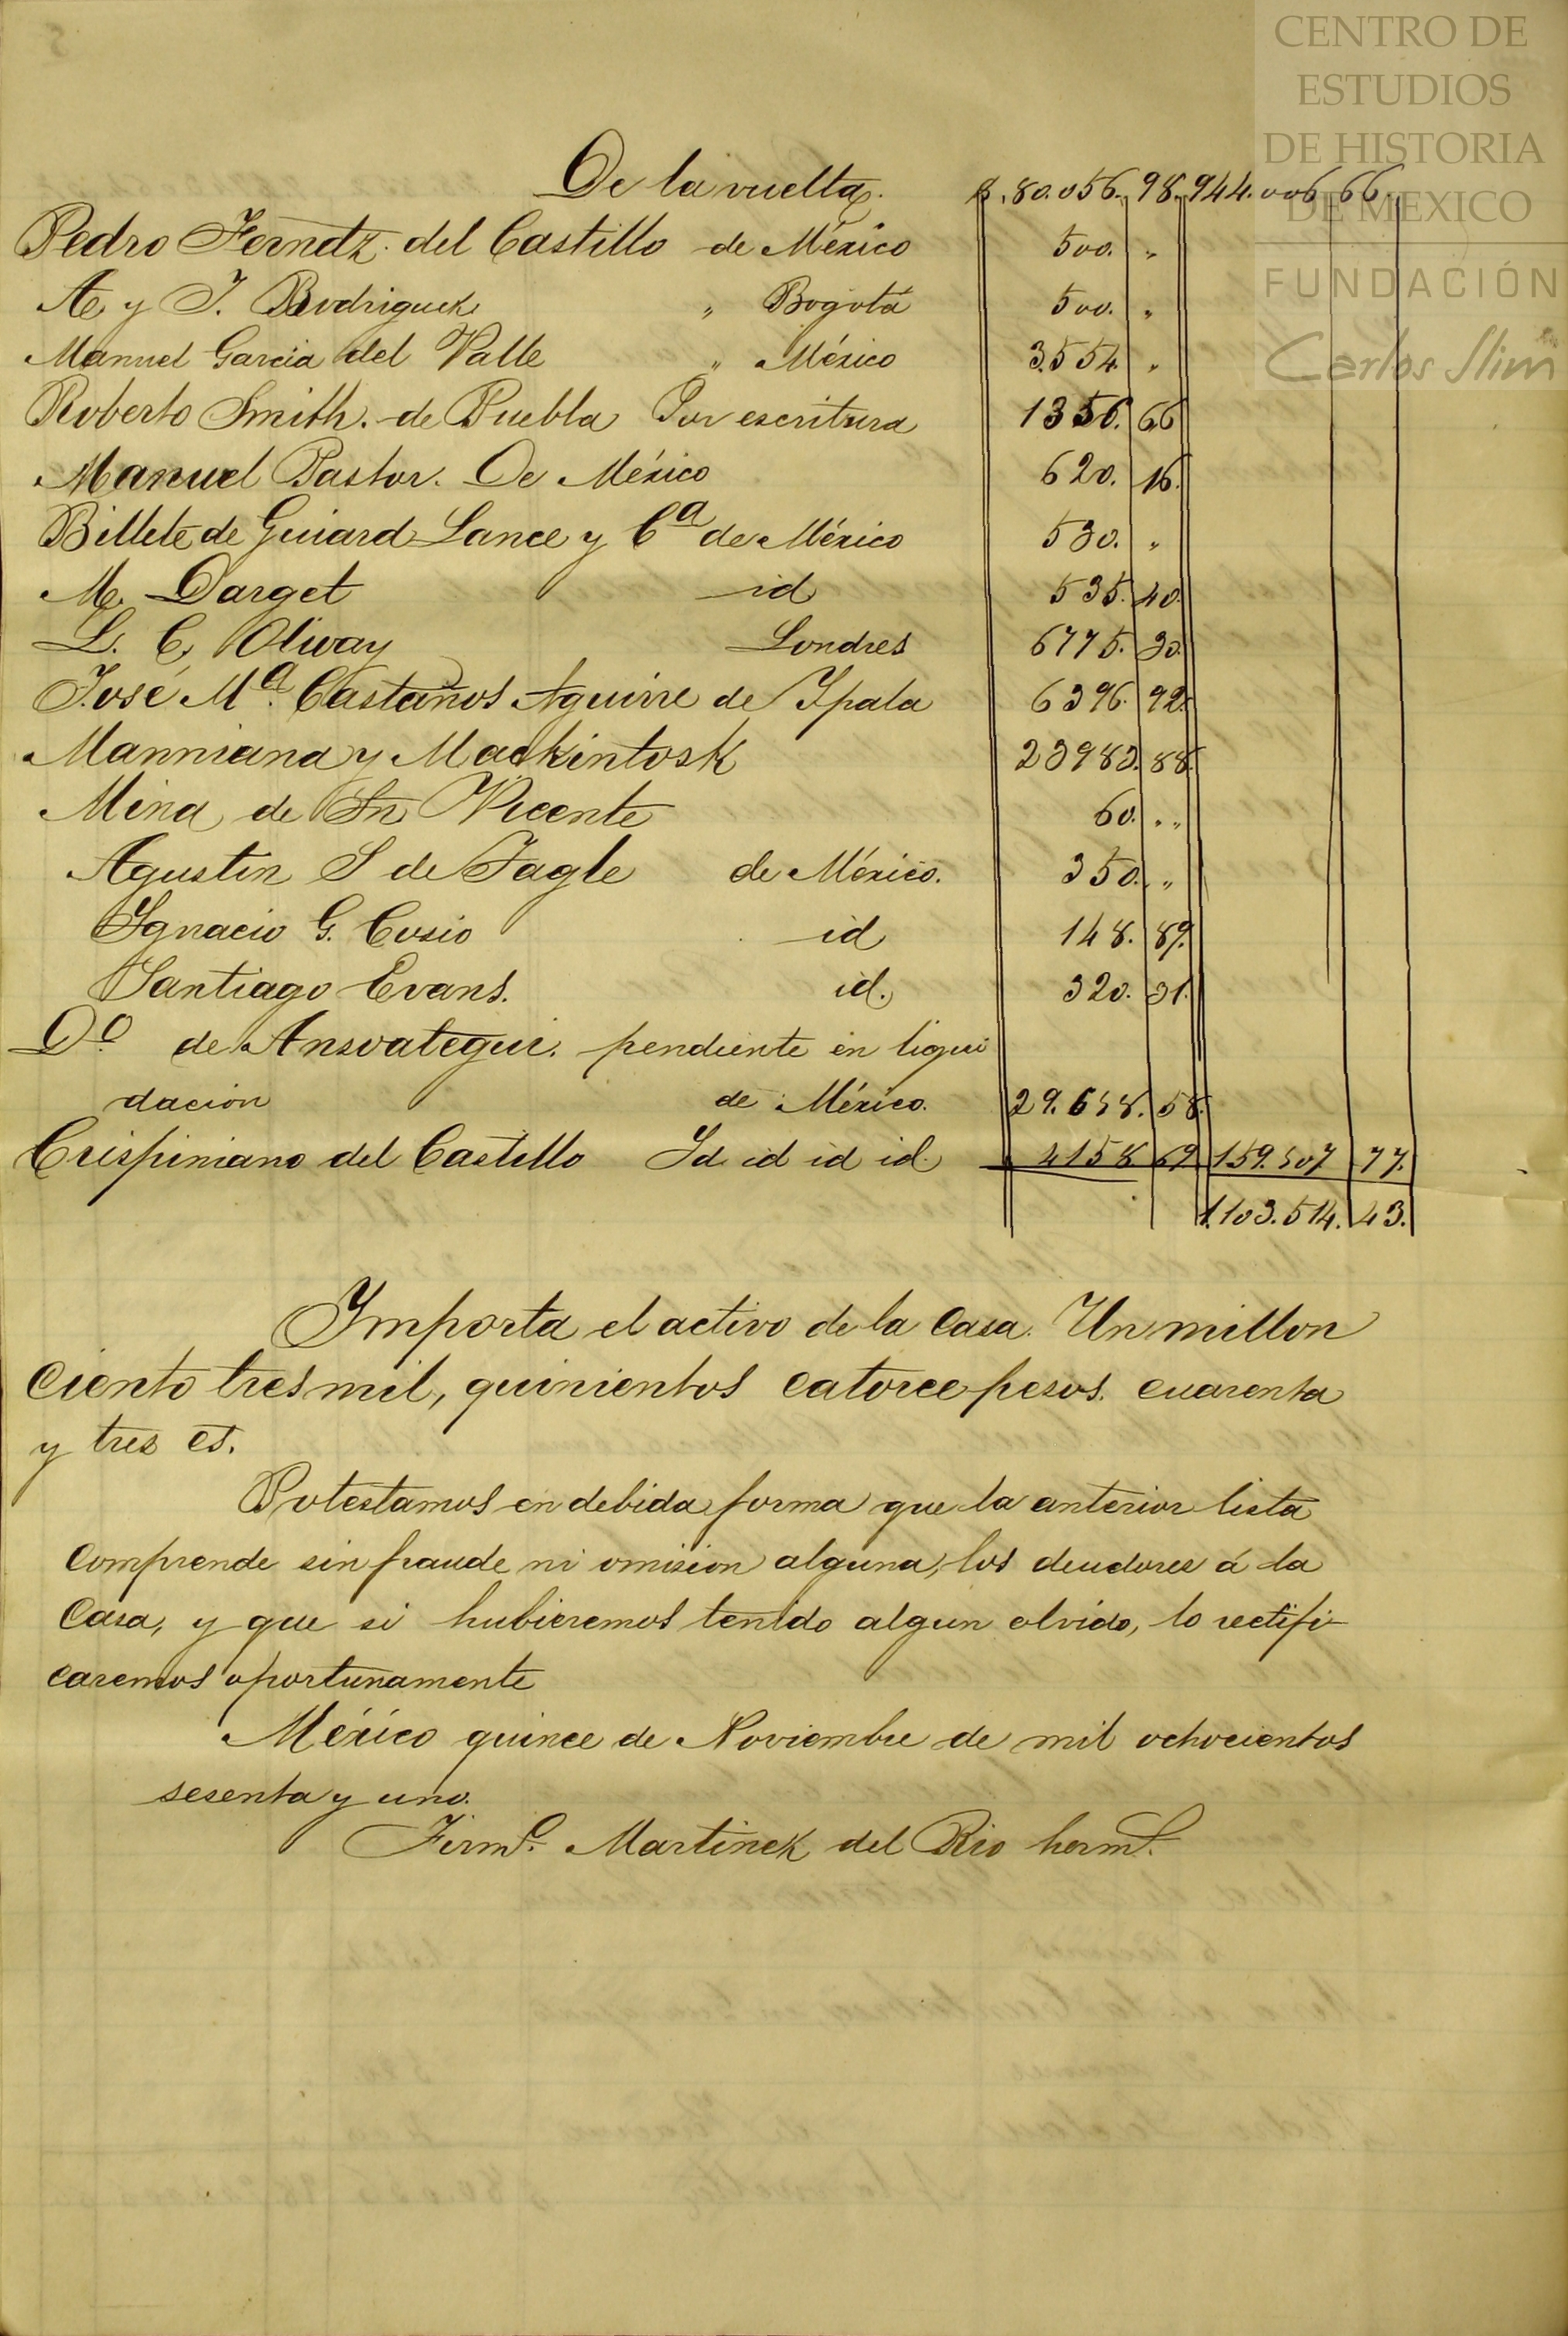 CENTRO DE
ESTUDIOS
DE HISTORIA
DE MEXICO
FUNDACIÓN
Carlos Slim
De la vuelta. $. 80.056. 98. 944.006 66.
Pedro Ferndz. del Castillo de México 500. "
A. y J. Rodriguez " Bogotá 500. "
Manuel Garcia del Valle " México 3.554. "
Roberto Smith. de Puebla Por escritura 1356. 66
Manuel Pastor. De México 620. 16.
Billete de Guiard Lance y Cª de México 530. "
M. Darget id 535. 40.
L. C. Oliway Londres 6775. 30.
José Mª. Castaños Aguirre de Ypala 6396. 92.
Manniana y Mackintosk 23983. 88.
Mina de Sn Vicente 60. "
Agustin S de Tagle de México. 350. "
Ignacio G. Cosio id 148. 89.
Santiago Evans. id. 320. 31.
Do. de Ansoategui. pendiente en liqui
dacion de México. 29.638. 58.
Crispiniano del Castillo Id id id id. 4158 69 159.507 77.
1.103.514. 43.
Importa el activo de la Casa. Un millon
Ciento tres mil, quinientos catorce pesos. cuarenta
y tres cs.
Protestamos en debida forma que la anterior lista
comprende sin fraude ni omision alguna, los deudores á la
Casa, y que si hubieremos tenido algun olvido, lo rectifi-
caremos oportunamente
México quince de Noviembre de mil ochocientos
sesenta y uno.
Firmo. Martinez del Rio herms.